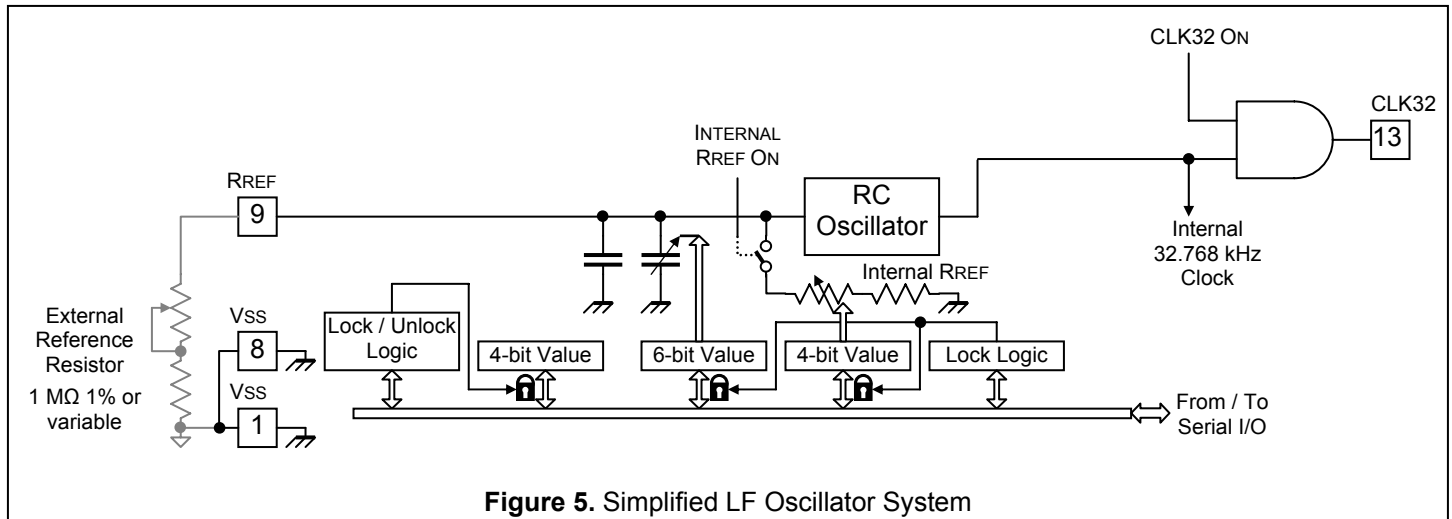 CLK32 ON
CLK32
13
INTERNAL
RREF ON
RREF
9
RC
Oscillator
Internal
32.768 kHz
Clock
Internal RREF
External
Reference
Resistor
1 MΩ 1% or
variable
VSS
8
VSS
1
Lock / Unlock
Logic
4-bit Value
6-bit Value
4-bit Value
Lock Logic
From / To
Serial I/O
Figure 5. Simplified LF Oscillator System